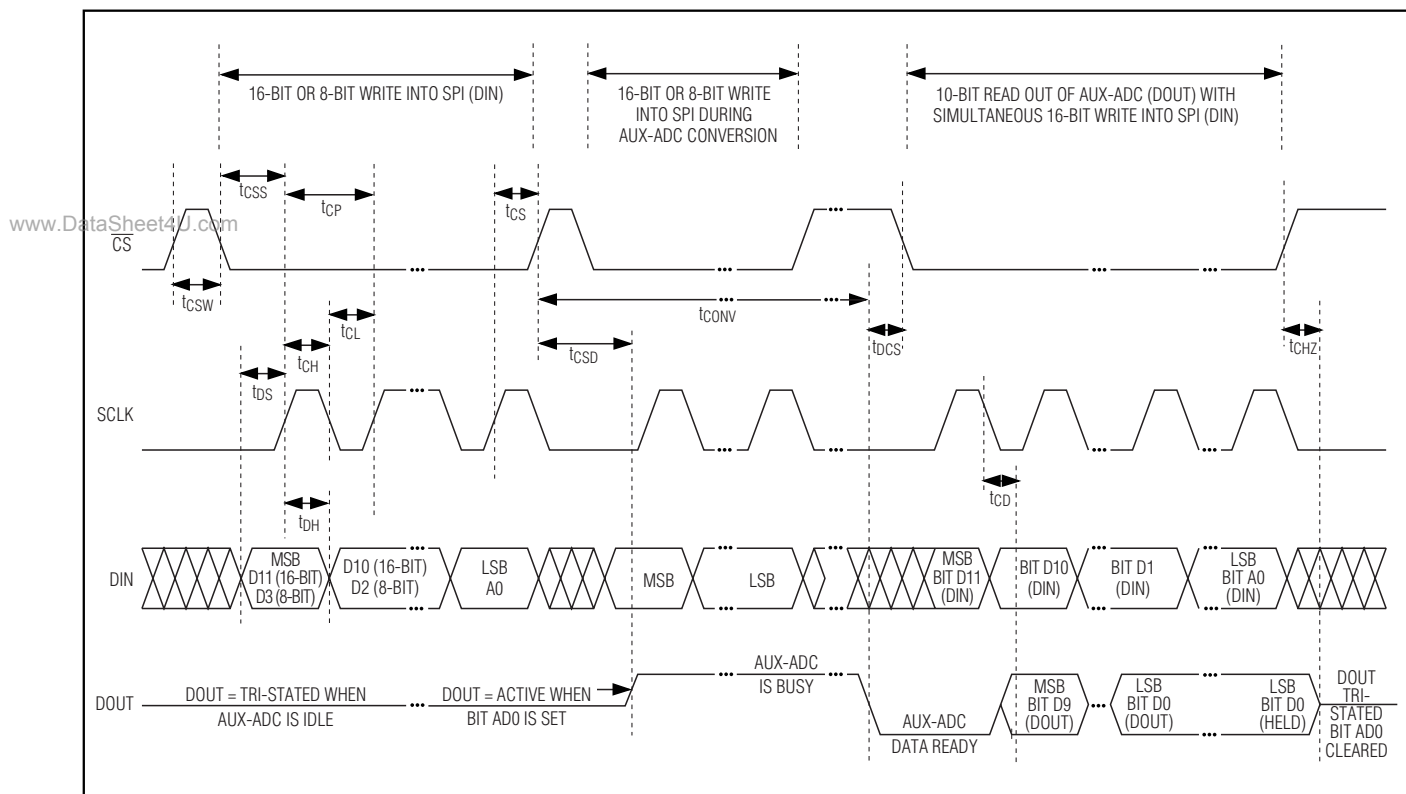 16-BIT OR 8-BIT WRITE INTO SPI (DIN)
16-BIT OR 8-BIT WRITE
INTO SPI DURING
AUX-ADC CONVERSION
10-BIT READ OUT OF AUX-ADC (DOUT) WITH
SIMULTANEOUS 16-BIT WRITE INTO SPI (DIN)
tCSS
tCP
tCS
www.DataSheet4U.com
CS
tCSW
tCL
tCONV
tCH
tCSD
tDCS
tCHZ
tDS
SCLK
tCD
tDH
DIN
MSB
D11 (16-BIT)
D3 (8-BIT)
D10 (16-BIT)
D2 (8-BIT)
LSB
A0
MSB
LSB
MSB
BIT D11
(DIN)
BIT D10
(DIN)
BIT D1
(DIN)
LSB
BIT A0
(DIN)
DOUT
DOUT = TRI-STATED WHEN
AUX-ADC IS IDLE
DOUT = ACTIVE WHEN
BIT AD0 IS SET
AUX-ADC
IS BUSY
AUX-ADC
DATA READY
MSB
BIT D9
(DOUT)
LSB
BIT D0
(DOUT)
LSB
BIT D0
(HELD)
DOUT
TRI-
STATED
BIT AD0
CLEARED